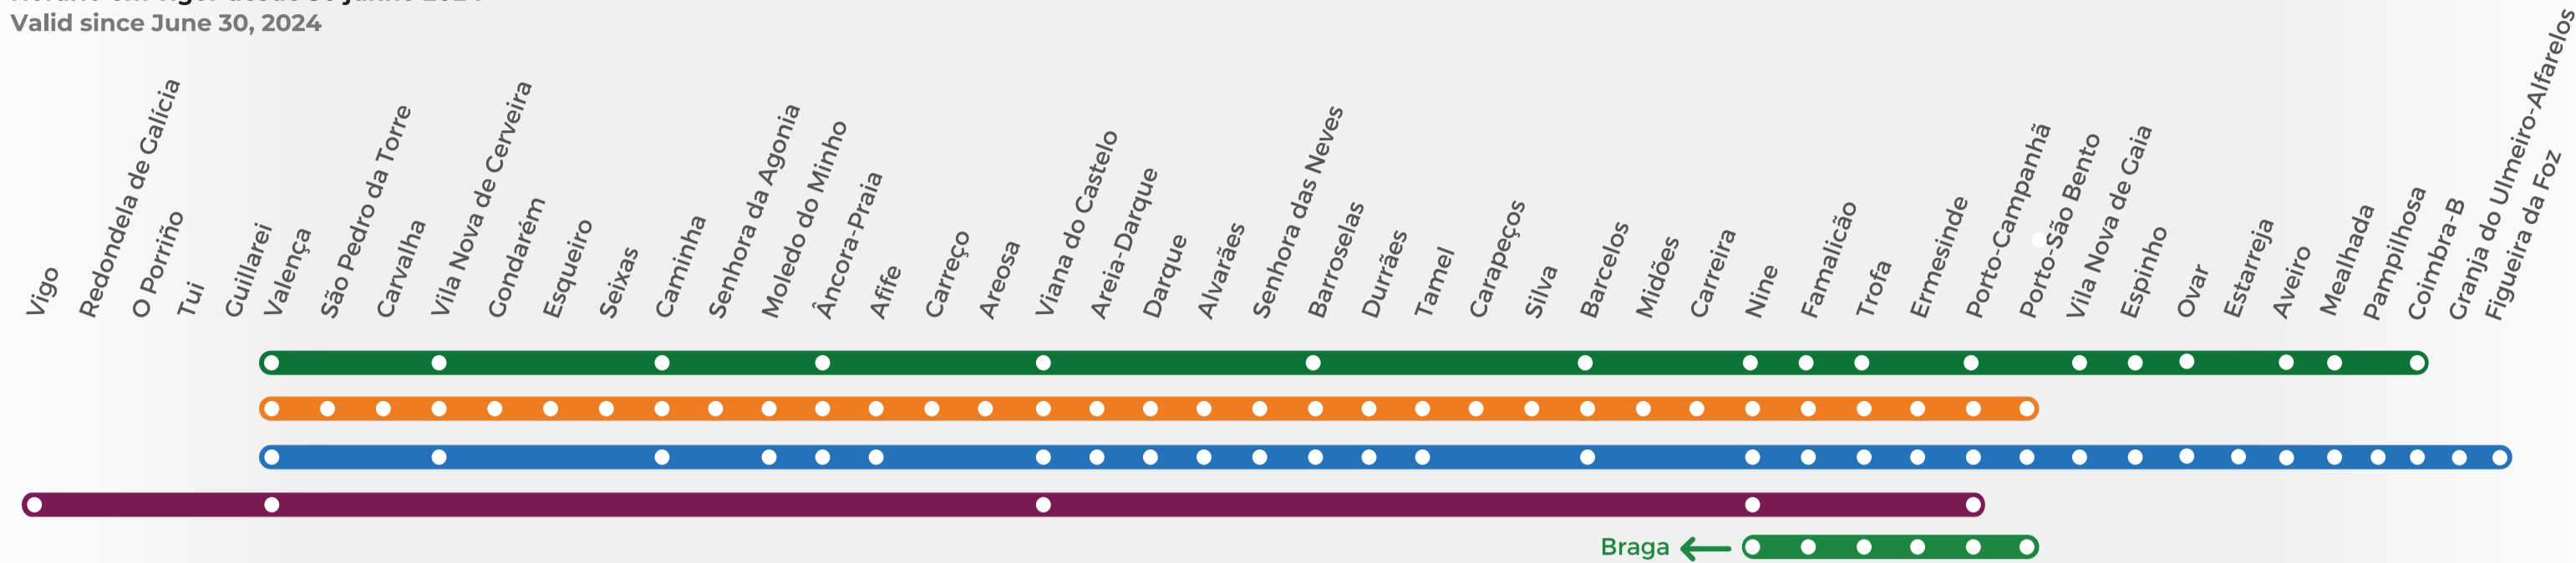 Valid since June 30, 2024
Vigo
Redondela de Galícia
O Porriño
Tui
Guillarei
Valença
São Pedro da Torre
Carvalha
Vila Nova de Cerveira
Gondarém
Esqueiro
Seixas
Caminha
Senhora da Agonia
Moledo do Minho
Âncora-Praia
Afife
Carreço
Areosa
Viana do Castelo
Areia-Darque
Darque
Alvarães
Senhora das Neves
Barroselas
Durrães
Tamel
Carapeços
Silva
Barcelos
Midões
Carreira
Nine
Famalicão
Trofa
Ermesinde
Porto-Campanhã
Porto-São Bento
Vila Nova de Gaia
Espinho
Ovar
Estarreja
Aveiro
Mealhada
Pampilhosa
Coimbra-B
Granja do Ulmeiro-Alfarelos
Figueira da Foz
Braga